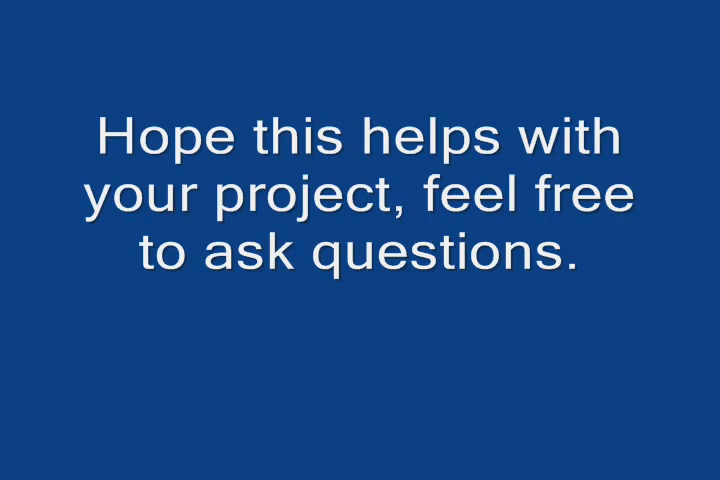 Hope this helps with
your project, feel free
to ask questions.